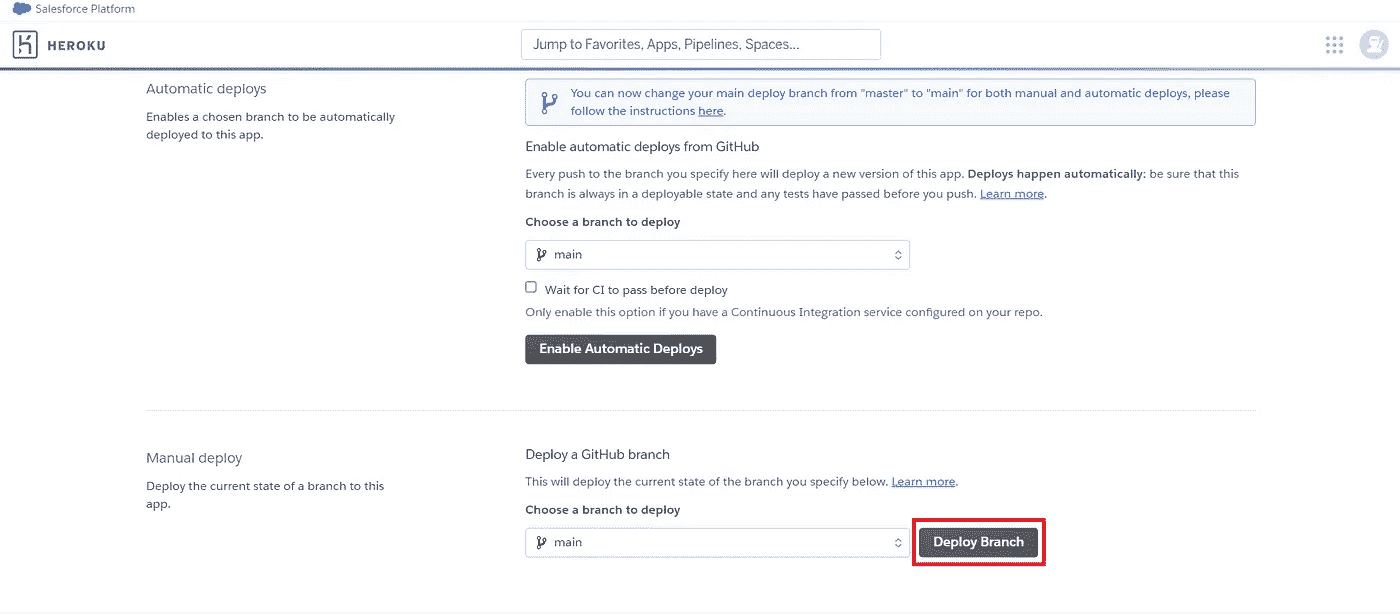 Salesforce Platform
HEROKU
Jump to Favorites, Apps, Pipelines, Spaces...
Automatic deploys
Enables a chosen branch to be automatically
deployed to this app.
You can now change your main deploy branch from "master" to "main" for both manual and automatic deploys, please
follow the instructions here.
Enable automatic deploys from GitHub
Every push to the branch you specify here will deploy a new version of this app. Deploys happen automatically: be sure that this
branch is always in a deployable state and any tests have passed before you push. Learn more.
Choose a branch to deploy
main
Wait for CI to pass before deploy
Only enable this option if you have a Continuous Integration service configured on your repo.
Enable Automatic Deploys
Manual deploy
Deploy the current state of a branch to this
app.
Deploy a GitHub branch
This will deploy the current state of the branch you specify below. Learn more.
Choose a branch to deploy
main
Deploy Branch